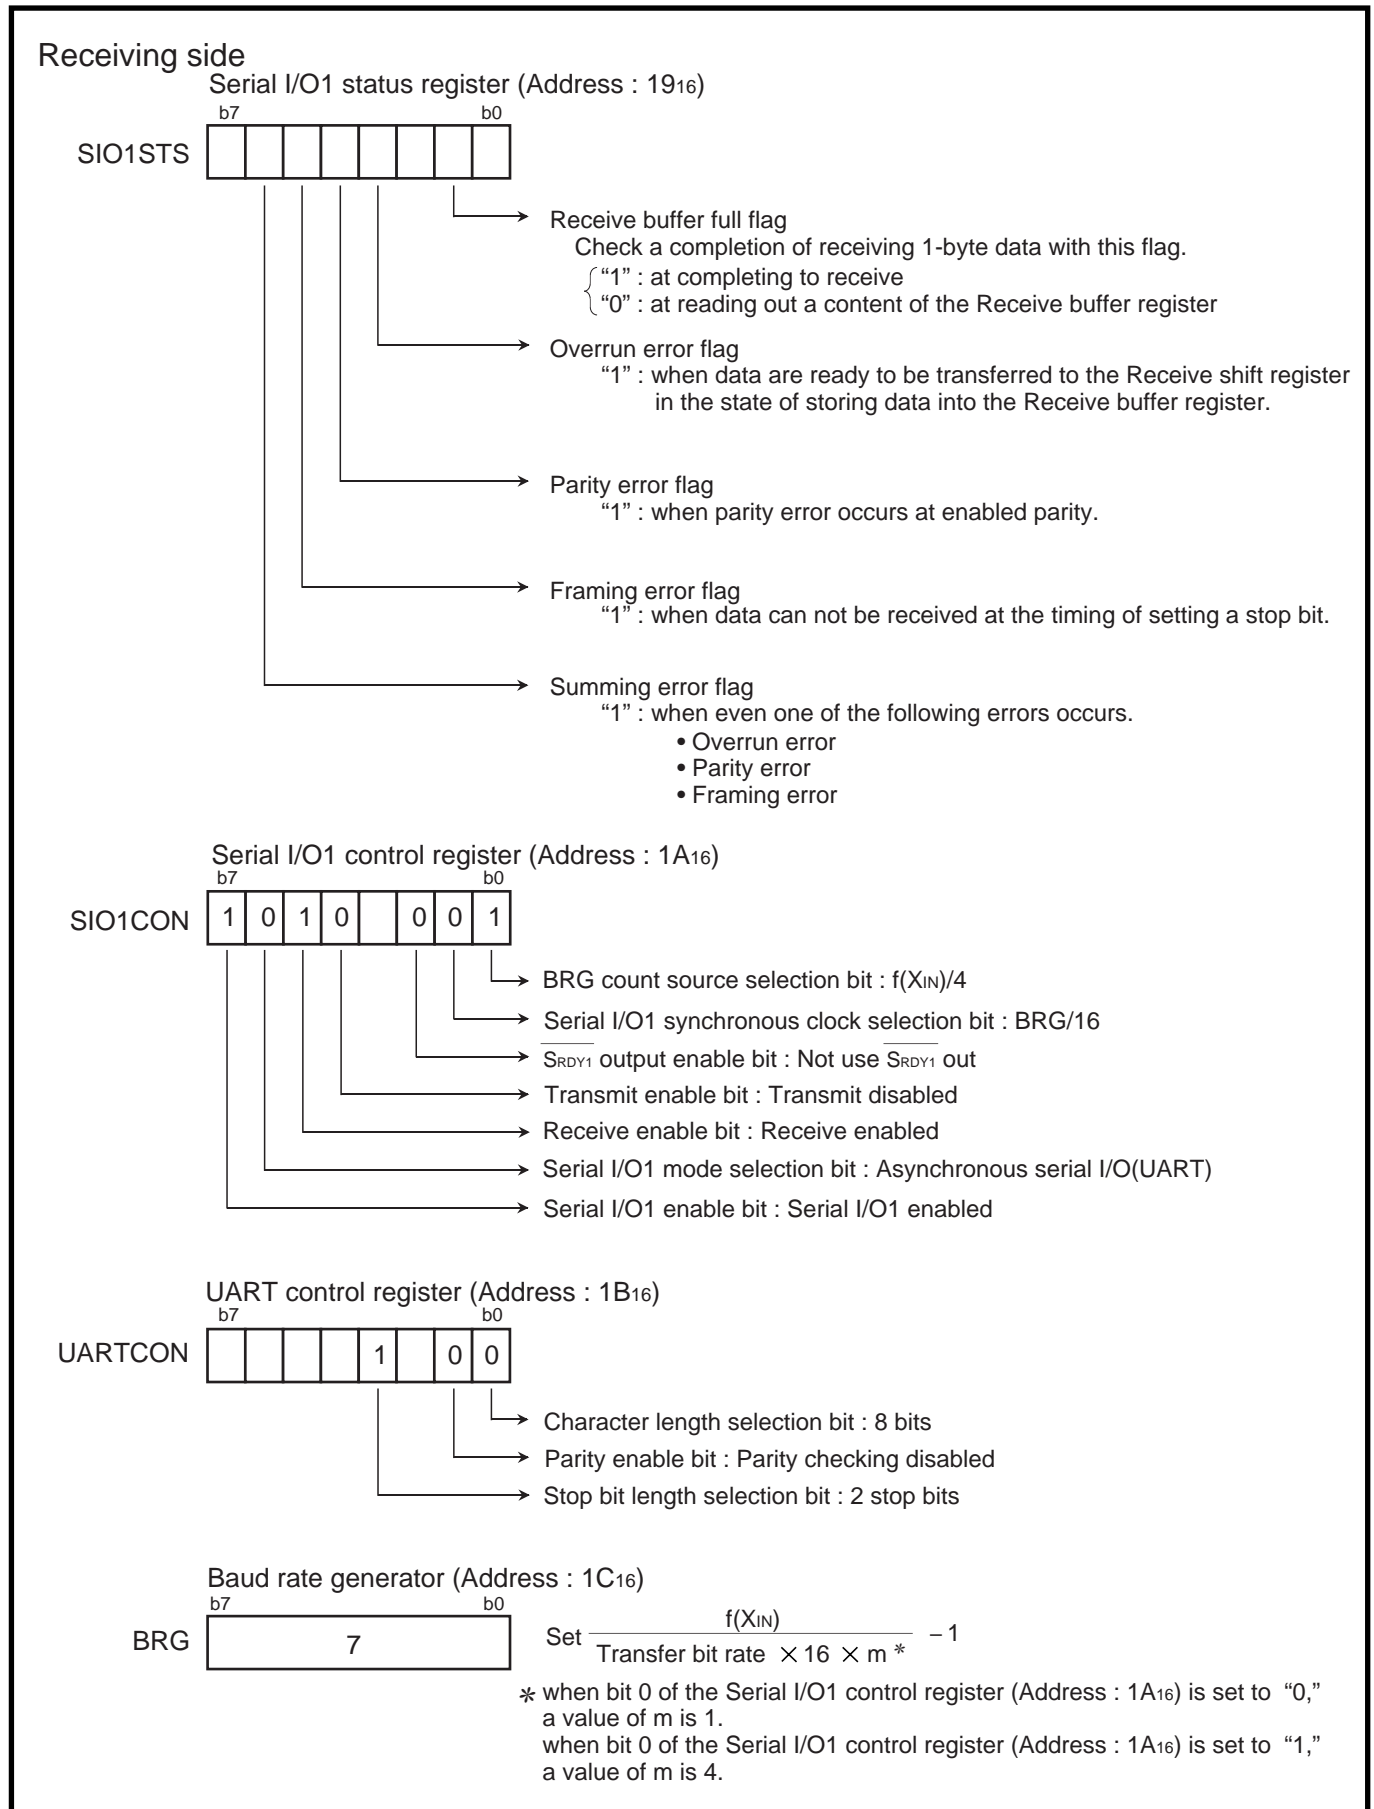 Receiving side
Serial I/O1 status register (Address : 1916)
b7 b0
SIO1STS
Receive buffer full flag
Check a completion of receiving 1-byte data with this flag.
“1” : at completing to receive
“0” : at reading out a content of the Receive buffer register
Overrun error flag
“1” : when data are ready to be transferred to the Receive shift register
in the state of storing data into the Receive buffer register.
Parity error flag
“1” : when parity error occurs at enabled parity.
Framing error flag
“1” : when data can not be received at the timing of setting a stop bit.
Summing error flag
“1” : when even one of the following errors occurs.
• Overrun error
• Parity error
• Framing error
Serial I/O1 control register (Address : 1A16)
b7 b0
SIO1CON 1 0 1 0 0 0 1
BRG count source selection bit : f(XIN)/4
Serial I/O1 synchronous clock selection bit : BRG/16
SRDY1 output enable bit : Not use SRDY1 out
Transmit enable bit : Transmit disabled
Receive enable bit : Receive enabled
Serial I/O1 mode selection bit : Asynchronous serial I/O(UART)
Serial I/O1 enable bit : Serial I/O1 enabled
UART control register (Address : 1B16)
b7 b0
UARTCON 1 0 0
Character length selection bit : 8 bits
Parity enable bit : Parity checking disabled
Stop bit length selection bit : 2 stop bits
Baud rate generator (Address : 1C16)
b7 b0
BRG 7
f(XIN)
Set – 1
Transfer bit rate × 16 × m *
* when bit 0 of the Serial I/O1 control register (Address : 1A16) is set to “0,”
a value of m is 1.
when bit 0 of the Serial I/O1 control register (Address : 1A16) is set to “1,”
a value of m is 4.